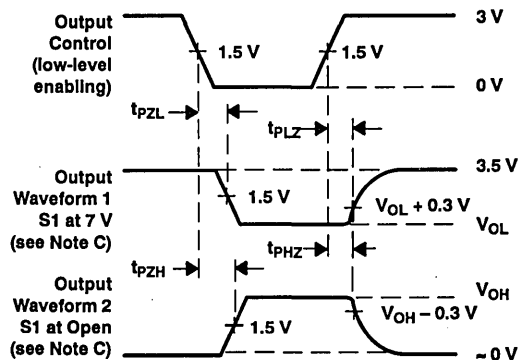 Output
Control
(low-level
enabling)
3 V
1.5 V
1.5 V
0 V
tPZL
tPLZ
Output
Waveform 1
S1 at 7 V
(see Note C)
3.5 V
1.5 V
VOL + 0.3 V
VOL
tPHZ
tPZH
Output
Waveform 2
S1 at Open
(see Note C)
VOH
1.5 V
VOH − 0.3 V
≈ 0 V